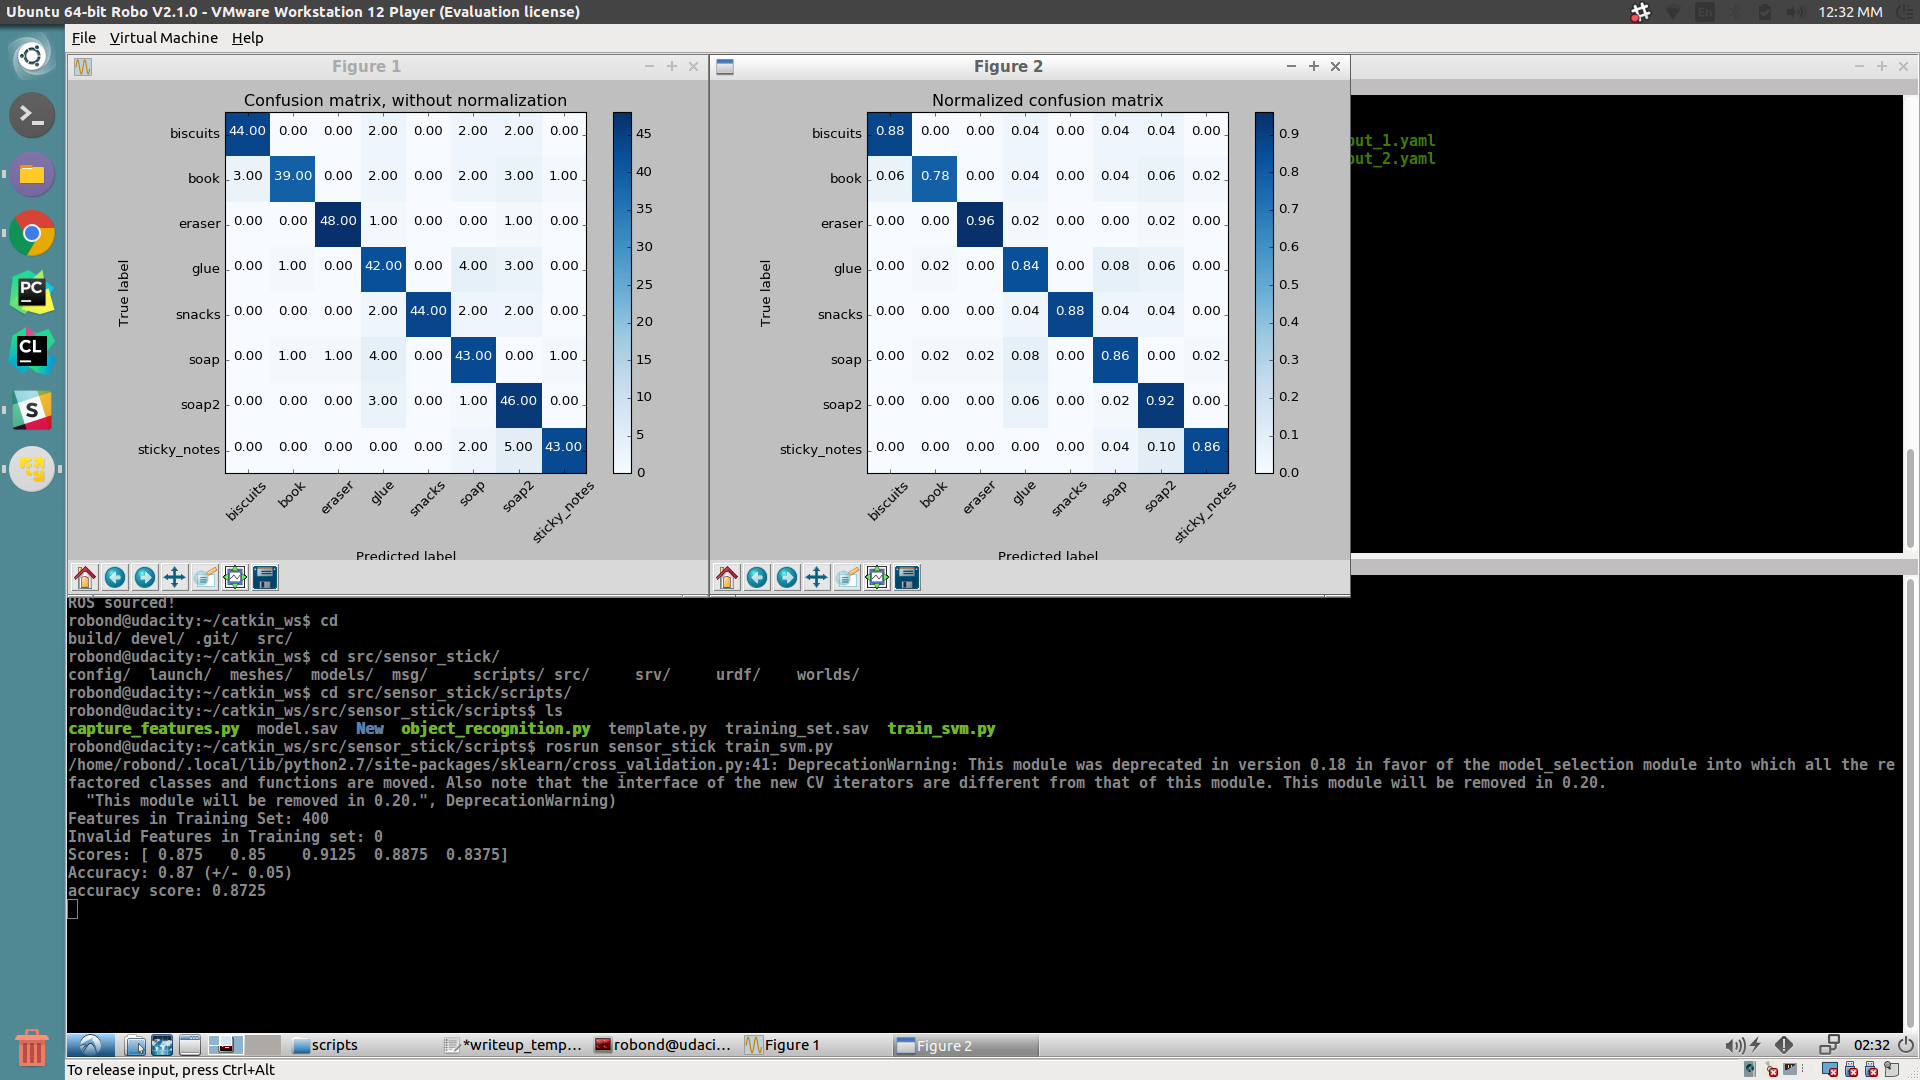 Ubuntu 64-bit Robo V2.1.0 - VMware Workstation 12 Player (Evaluation license)
En
12:32 MM
File Virtual Machine Help
Figure 1
Confusion matrix, without normalization
biscuits 44.00 0.00 0.00 2.00 0.00 2.00 2.00 0.00
book 3.00 39.00 0.00 2.00 0.00 2.00 3.00 1.00
eraser 0.00 0.00 48.00 1.00 0.00 0.00 1.00 0.00
glue 0.00 1.00 0.00 42.00 0.00 4.00 3.00 0.00
snacks 0.00 0.00 0.00 2.00 44.00 2.00 2.00 0.00
soap 0.00 1.00 1.00 4.00 0.00 43.00 0.00 1.00
soap2 0.00 0.00 0.00 3.00 0.00 1.00 46.00 0.00
sticky_notes 0.00 0.00 0.00 0.00 0.00 2.00 5.00 43.00
True label
biscuits book eraser glue snacks soap soap2 sticky_notes
Predicted label
45
40
35
30
25
20
15
10
5
0
Figure 2
Normalized confusion matrix
biscuits 0.88 0.00 0.00 0.04 0.00 0.04 0.04 0.00
book 0.06 0.78 0.00 0.04 0.00 0.04 0.06 0.02
eraser 0.00 0.00 0.96 0.02 0.00 0.00 0.02 0.00
glue 0.00 0.02 0.00 0.84 0.00 0.08 0.06 0.00
snacks 0.00 0.00 0.00 0.04 0.88 0.04 0.04 0.00
soap 0.00 0.02 0.02 0.08 0.00 0.86 0.00 0.02
soap2 0.00 0.00 0.00 0.06 0.00 0.02 0.92 0.00
sticky_notes 0.00 0.00 0.00 0.00 0.00 0.04 0.10 0.86
True label
biscuits book eraser glue snacks soap soap2 sticky_notes
Predicted label
0.9
0.8
0.7
0.6
0.5
0.4
0.3
0.2
0.1
0.0
out_1.yaml
out_2.yaml
PC
CL
S
ROS sourced!
robond@udacity:~/catkin_ws$ cd
build/ devel/ .git/ src/
robond@udacity:~/catkin_ws$ cd src/sensor_stick/
config/ launch/ meshes/ models/ msg/ scripts/ src/ srv/ urdf/ worlds/
robond@udacity:~/catkin_ws$ cd src/sensor_stick/scripts/
robond@udacity:~/catkin_ws/src/sensor_stick/scripts$ ls
capture_features.py model.sav New object_recognition.py template.py training_set.sav train_svm.py
robond@udacity:~/catkin_ws/src/sensor_stick/scripts$ rosrun sensor_stick train_svm.py
/home/robond/.local/lib/python2.7/site-packages/sklearn/cross_validation.py:41: DeprecationWarning: This module was deprecated in version 0.18 in favor of the model_selection module into which all the re
factored classes and functions are moved. Also note that the interface of the new CV iterators are different from that of this module. This module will be removed in 0.20.
"This module will be removed in 0.20.", DeprecationWarning)
Features in Training Set: 400
Invalid Features in Training set: 0
Scores: [ 0.875 0.85 0.9125 0.8875 0.8375]
Accuracy: 0.87 (+/- 0.05)
accuracy score: 0.8725
scripts
*writeup_temp...
robond@udaci...
Figure 1
Figure 2
02:32
To release input, press Ctrl+Alt